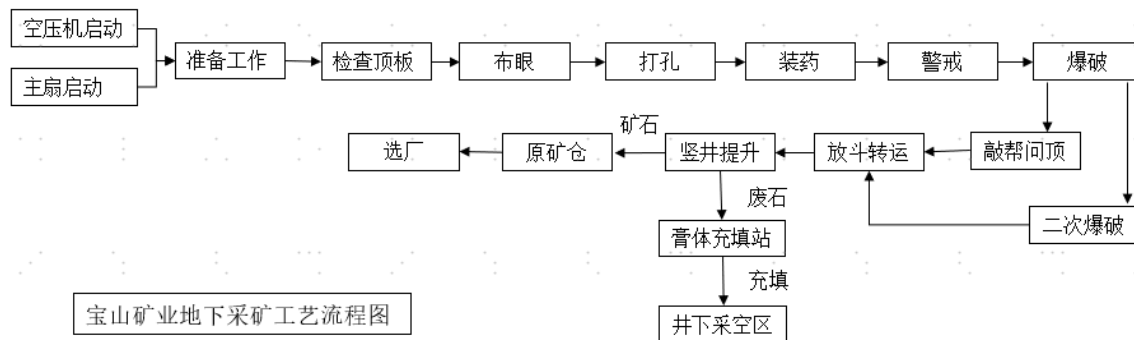 空压机启动
主扇启动
准备工作
检查顶板
布眼
打孔
装药
警戒
爆破
敲帮问顶
二次爆破
放斗转运
竖井提升
矿石
原矿仓
选厂
废石
膏体充填站
充填
井下采空区
宝山矿业地下采矿工艺流程图